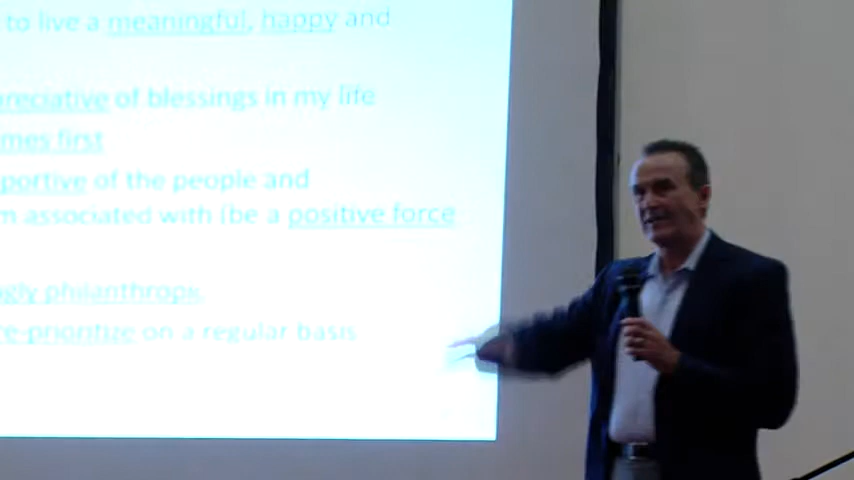 to live a meaningful, happy and
reciative of blessings in my life
mes first
portive of the people and
m associated with (be a positive force
gly philanthropic
re-prioritize on a regular basis